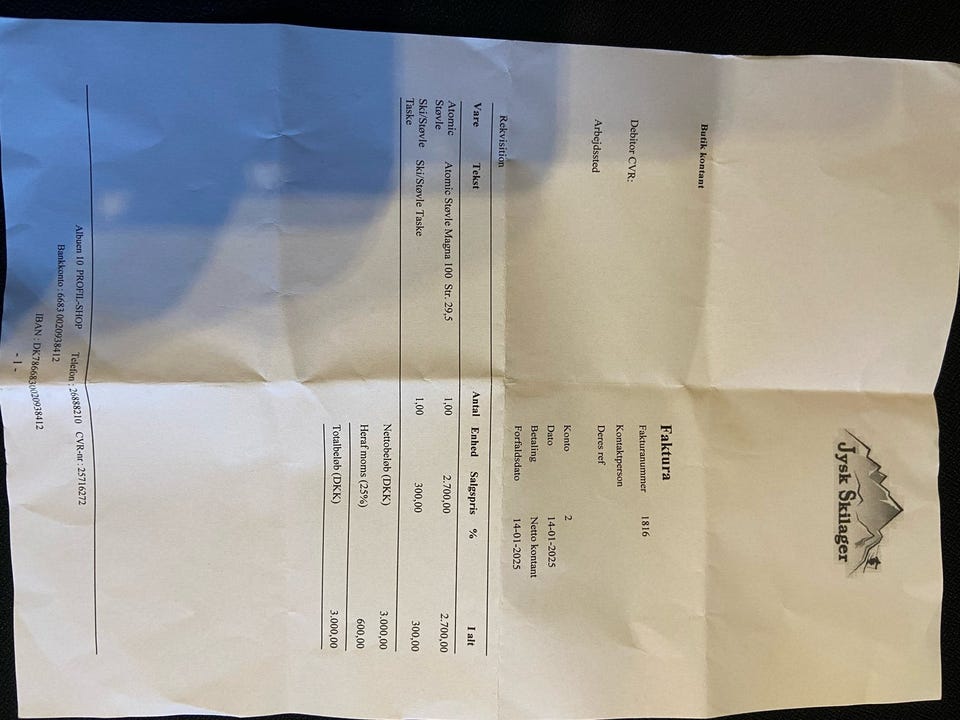 Jysk Skilager
Butik kontant
Faktura
Debitor CVR:
Fakturanummer 1816
Kontaktperson
Arbejdssted
Deres ref
Konto 2
Dato 14-01-2025
Betaling Netto kontant
Forfaldsdato 14-01-2025
Rekvisition
Vare Tekst Antal Enhed Salgspris % I alt
Atomic Støvle Atomic Støvle Magna 100 Str. 29,5 1,00 2.700,00 2.700,00
Ski/Støvle Taske Ski/Støvle Taske 1,00 300,00 300,00
Nettobeløb (DKK) 3.000,00
Heraf moms (25%) 600,00
Totalbeløb (DKK) 3.000,00
Albuen 10 PROFIL-SHOP Telefon : 26888210 CVR-nr : 25716272
Bankkonto : 6683 0020938412
IBAN : DK7866830020938412
- 1 -